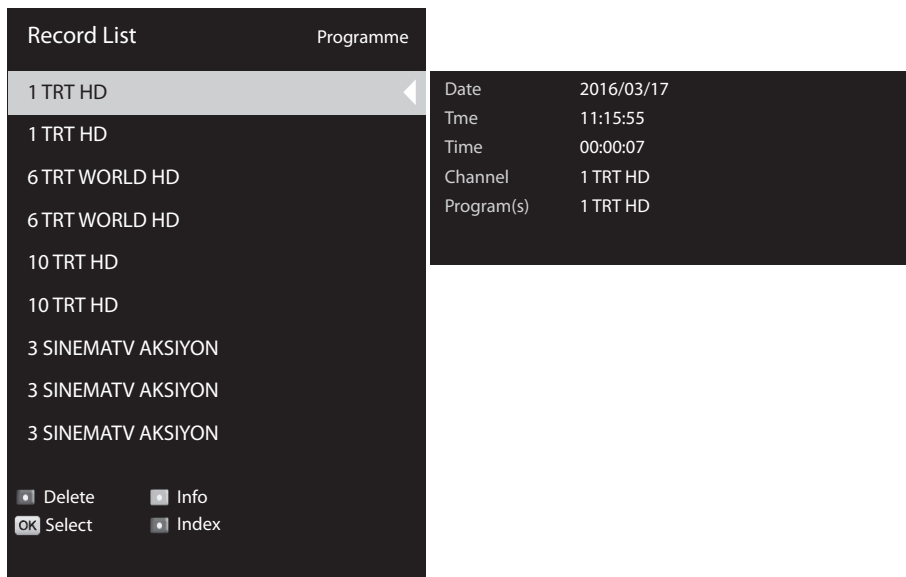 Record List Programme
1 TRT HD
1 TRT HD
6 TRT WORLD HD
6 TRT WORLD HD
10 TRT HD
10 TRT HD
3 SINEMATV AKSIYON
3 SINEMATV AKSIYON
3 SINEMATV AKSIYON
Delete Info
OK Select Index
Date 2016/03/17
Tme 11:15:55
Time 00:00:07
Channel 1 TRT HD
Program(s) 1 TRT HD